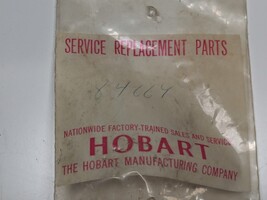 SERVICE REPLACEMENT PARTS
NATIONWIDE FACTORY-TRAINED SALES AND SERVICE
HOBART
THE HOBART MANUFACTURING COMPANY